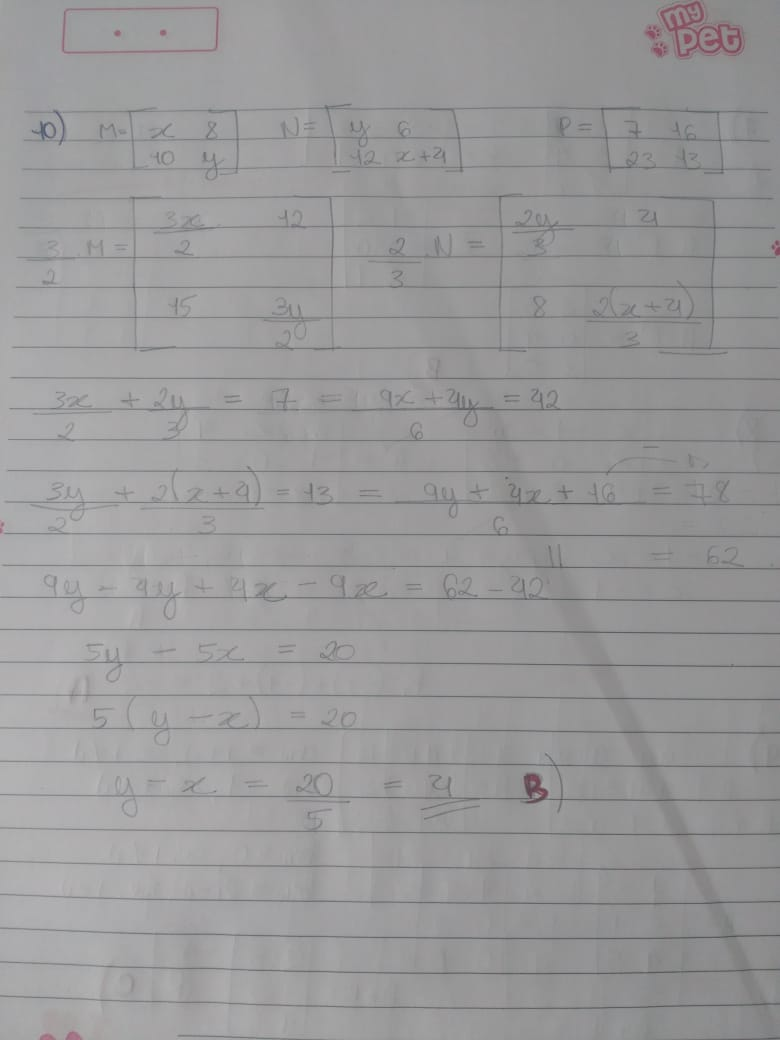 my pet
10) M= [x 8 N= [y 6 P= [7 16
10 y] 12 x+4] 23 13]
3/2 . M = [3x/2 12 2/3 . N = [2y/3 4
15 3y/2] 8 2(x+4)/3]
3x/2 + 2y/3 = 7 = 9x+4y/6 = 42
3y/2 + 2(x+4)/3 = 13 = 9y + 4x + 16/6 = 78
11 = 62
9y - 4y + 4x - 9x = 62 - 42
5y - 5x = 20
5(y - x) = 20
y - x = 20/5 = 4 B)